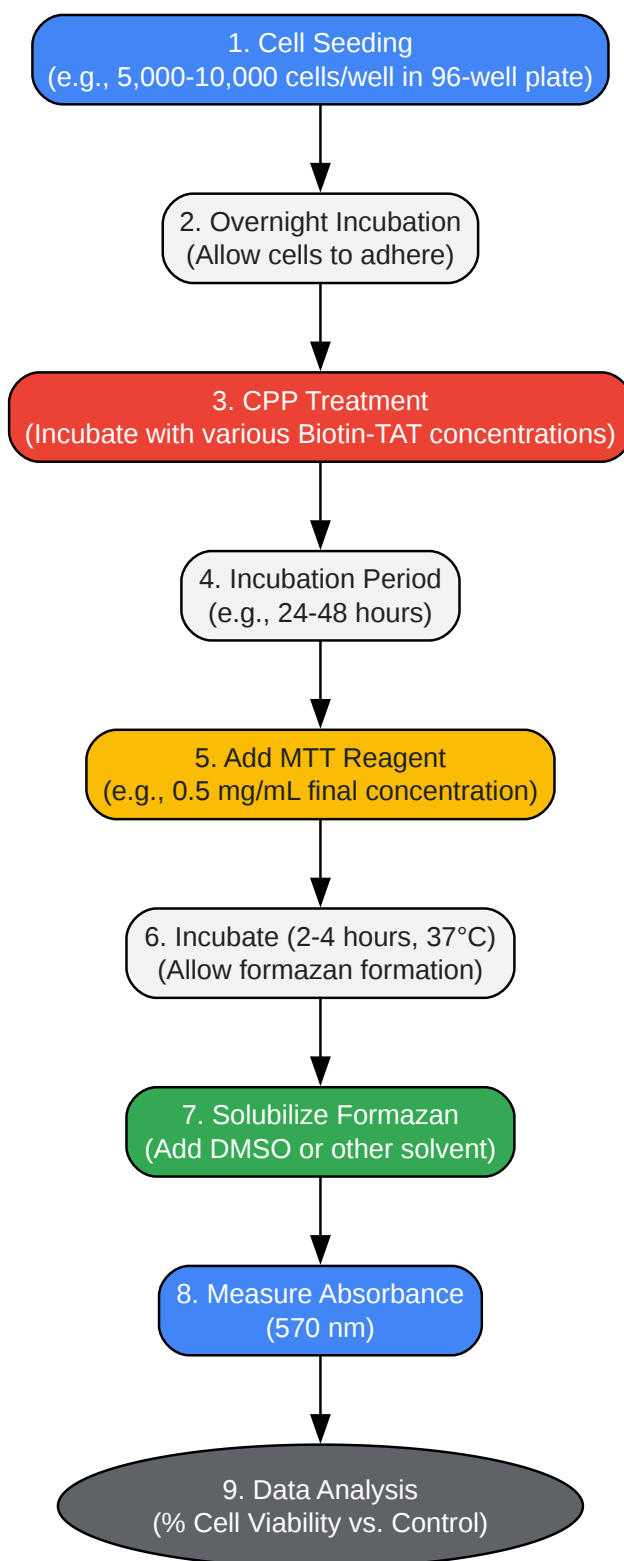 1. Cell Seeding
(e.g., 5,000-10,000 cells/well in 96-well plate)
2. Overnight Incubation
(Allow cells to adhere)
3. CPP Treatment
(Incubate with various Biotin-TAT concentrations)
4. Incubation Period
(e.g., 24-48 hours)
5. Add MTT Reagent
(e.g., 0.5 mg/mL final concentration)
6. Incubate (2-4 hours, 37°C)
(Allow formazan formation)
7. Solubilize Formazan
(Add DMSO or other solvent)
8. Measure Absorbance
(570 nm)
9. Data Analysis
(% Cell Viability vs. Control)